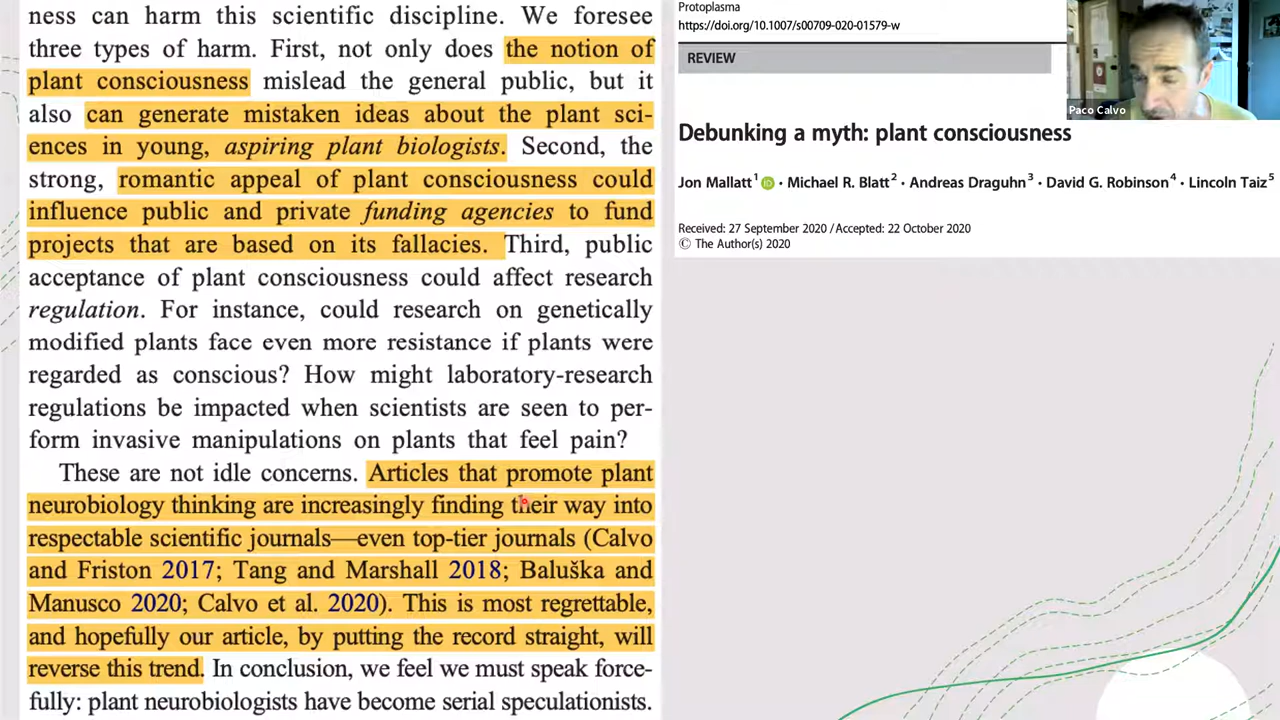 ness can harm this scientific discipline. We foresee
three types of harm. First, not only does the notion of
plant consciousness mislead the general public, but it
also can generate mistaken ideas about the plant sci-
ences in young, aspiring plant biologists. Second, the
strong, romantic appeal of plant consciousness could
influence public and private funding agencies to fund
projects that are based on its fallacies. Third, public
acceptance of plant consciousness could affect research
regulation. For instance, could research on genetically
modified plants face even more resistance if plants were
regarded as conscious? How might laboratory-research
regulations be impacted when scientists are seen to per-
form invasive manipulations on plants that feel pain?
These are not idle concerns. Articles that promote plant
neurobiology thinking are increasingly finding their way into
respectable scientific journals—even top-tier journals (Calvo
and Friston 2017; Tang and Marshall 2018; Baluška and
Manusco 2020; Calvo et al. 2020). This is most regrettable,
and hopefully our article, by putting the record straight, will
reverse this trend. In conclusion, we feel we must speak force-
fully: plant neurobiologists have become serial speculationists.
Protoplasma
https://doi.org/10.1007/s00709-020-01579-w
REVIEW
Paco Calvo
Debunking a myth: plant consciousness
Jon Mallatt 1 · Michael R. Blatt 2 · Andreas Draguhn 3 · David G. Robinson 4 · Lincoln Taiz 5
Received: 27 September 2020 / Accepted: 22 October 2020
© The Author(s) 2020